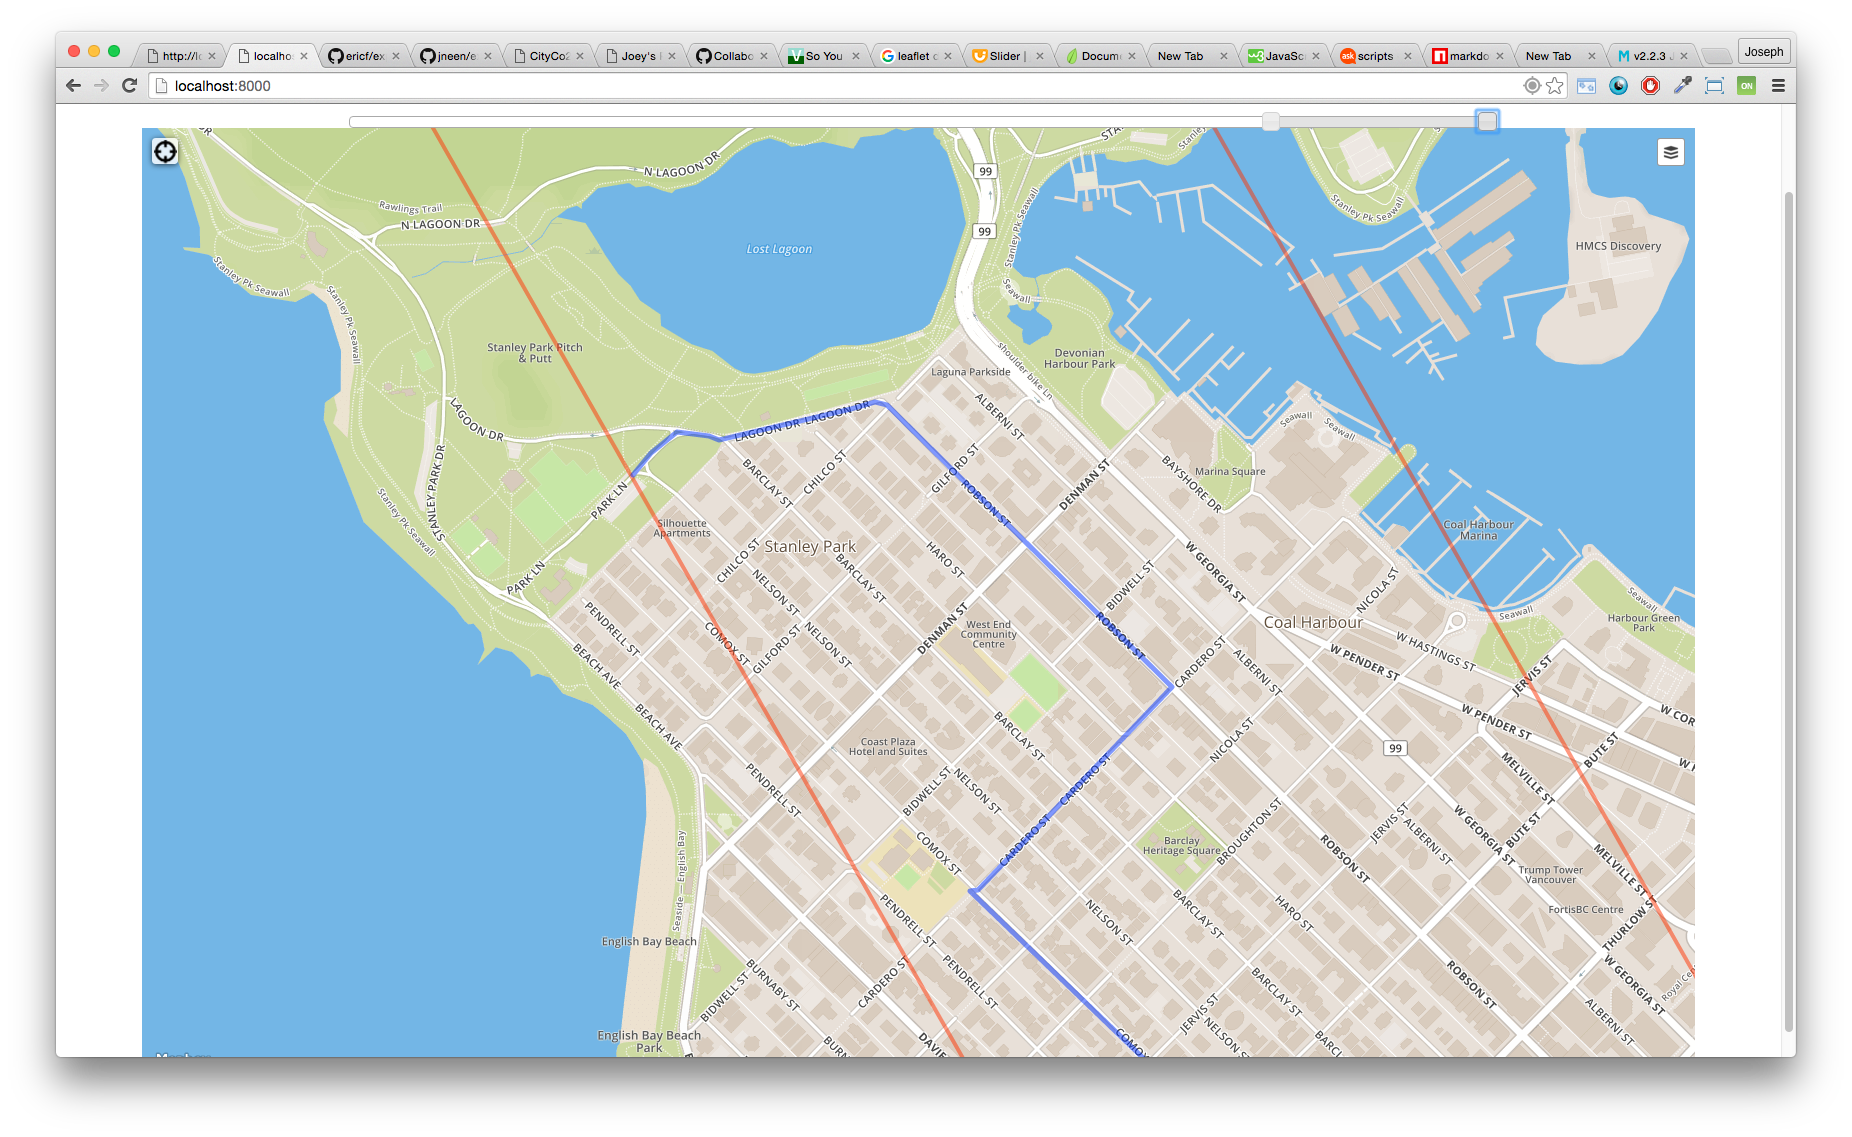 http://lo
localhos
ericf/ex
jneen/e
CityCo2
Joey's
Collabo
So You
leaflet c
Slider |
Docum
New Tab
JavaSc
scripts
markdo
New Tab
v2.2.3
Joseph
localhost:8000
ON
N LAGOON DR
99
Rawlings Trail
N LAGOON DR
99
Stanley Pk Seawall
Stanley Pk Seawall
HMCS Discovery
Lost Lagoon
Stanley Pk Seawall
Stanley Pk Seawall
Seawall
Stanley Park Pitch
& Putt
shoulder bike Ln
Devonian
Harbour Park
Laguna Parkside
LAGOON DR
LAGOON DR
LAGOON DR
ALBERNI ST
Seawall
Seawall
STANLEY PARK DR
BARCLAY ST
CHILCO ST
GILFORD ST
DENMAN ST
BAYSHORE DR
Marina Square
PARK LN
ROBSON ST
Stanley Pk Seawall
Silhouette
Apartments
Coal Harbour
Marina
Stanley Park
CHILCO ST
HARO ST
W GEORGIA ST
PARK LN
NELSON ST
BARCLAY ST
BIDWELL ST
NICOLA ST
Seawall
Seawall
PENDRELL ST
COMOX ST
GILFORD ST
NELSON ST
DENMAN ST
West End
Community
Centre
ROBSON ST
Coal Harbour
W HASTINGS ST
Harbour Green
Park
BEACH AVE
CARDERO ST
ALBERNI ST
W PENDER ST
JERVIS ST
BEACH AVE
BARCLAY ST
NICOLA ST
W PENDER ST
W COR
Coast Plaza
Hotel and Suites
99
BUTE ST
PENDRELL ST
BIDWELL ST
NELSON ST
CARDERO ST
MELVILLE ST
COMOX ST
CARDERO ST
Barclay
Heritage Square
BROUGHTON ST
JERVIS ST
ALBERNI ST
W GEORGIA ST
BUTE ST
ROBSON ST
MELVILLE ST
Trump Tower
Vancouver
Seaside — English Bay
PENDRELL ST
NELSON ST
BARCLAY ST
HARO ST
FortisBC Centre
THURLOW ST
English Bay Beach
BURNABY ST
CARDERO ST
PENDRELL ST
BARCLAY ST
ROBSON ST
W GEORGIA ST
Royal Ce
BIDWELL ST
JERVIS ST
NELSON ST
ALBERNI ST
English Bay Beach
Park
BURN
DAVIE
COMOX
BARCL